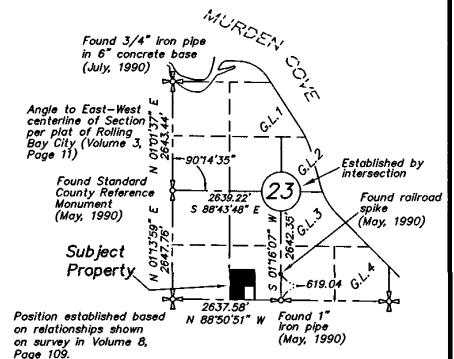 MURDEN COVE
Found 3/4" iron pipe
in 6" concrete base
(July, 1990)
Angle to East-West
centerline of Section
per plat of Rolling
Bay City (Volume 3,
Page 11)
N 01°01'37" E
2643.44'
G.L.1
90°14'35"
G.L.2
Established by
intersection
Found Standard
County Reference
Monument
(May, 1990)
2639.22'
S 88°43'48" E
23
Found railroad
spike
(May, 1990)
N 01°13'59" E
2647.76'
S 01°16'07" W
2642.35'
G.L.3
Subject
Property
G.L.4
619.04
Position established based
on relationships shown
on survey in Volume 8,
Page 109.
2637.58'
N 88°50'51" W
Found 1"
iron pipe
(May, 1990)